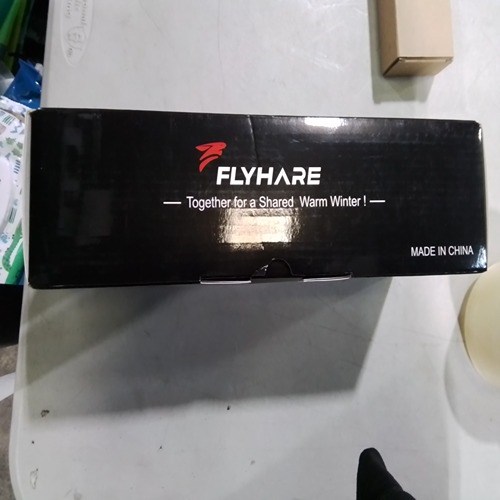 FLYHARE
— Together for a Shared Warm Winter ! —
MADE IN CHINA